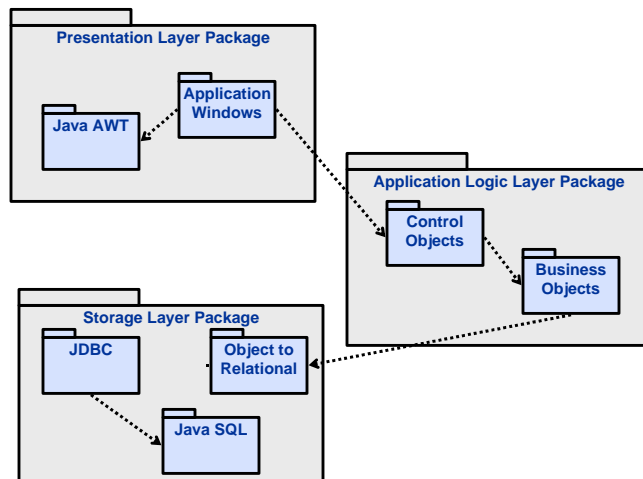 Presentation Layer Package
Application
Windows
Java AWT
Application Logic Layer Package
Control
Objects
Business
Objects
Storage Layer Package
JDBC
Object to
Relational
Java SQL